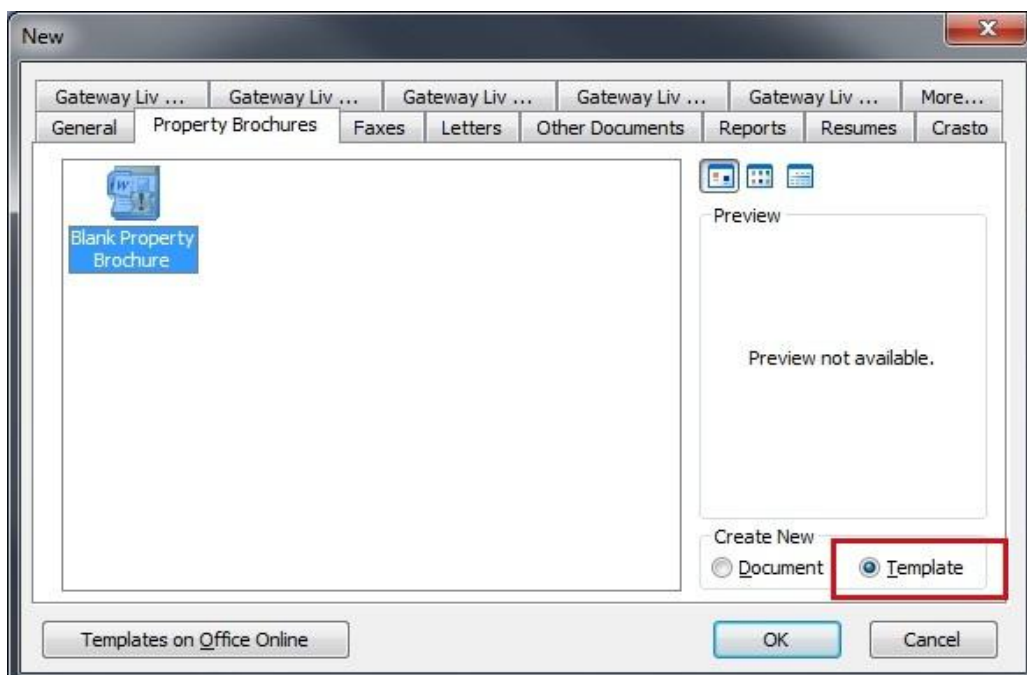 New
Gateway Liv ... Gateway Liv ... Gateway Liv ... Gateway Liv ... Gateway Liv ... More...
General Property Brochures Faxes Letters Other Documents Reports Resumes Crasto
Blank Property
Brochure
Preview
Preview not available.
Create New
Document Template
Templates on Office Online OK Cancel